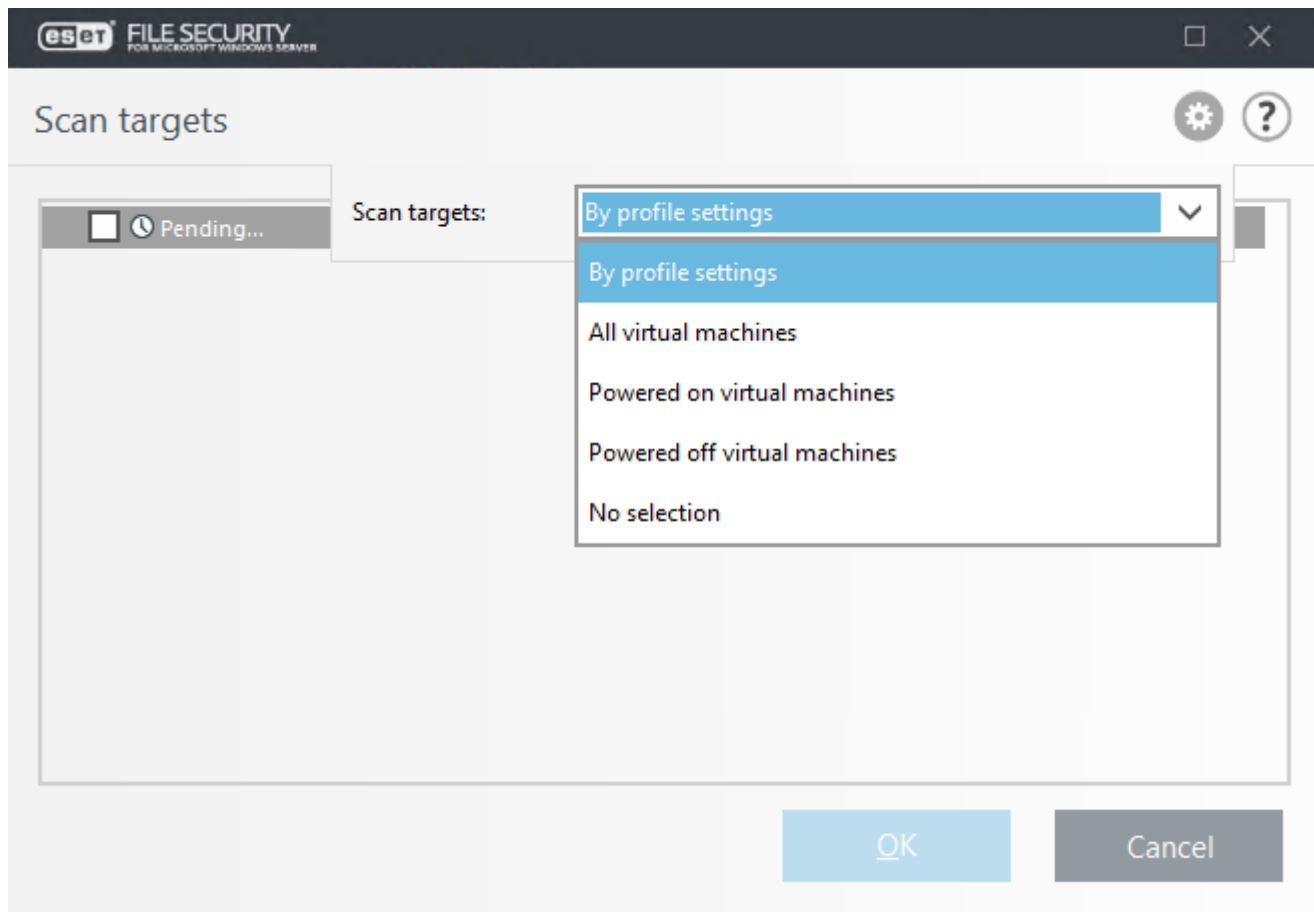 eset FILE SECURITY
FOR MICROSOFT WINDOWS SERVER
Scan targets
?
Pending...
Scan targets:
By profile settings
By profile settings
All virtual machines
Powered on virtual machines
Powered off virtual machines
No selection
OK
Cancel